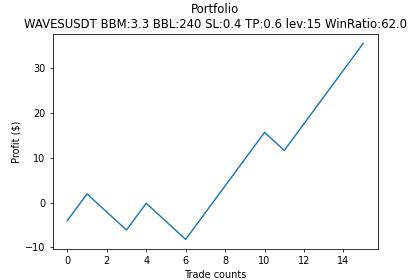 Portfolio
WAVESUSDT BBM:3.3 BBL:240 SL:0.4 TP:0.6 lev:15 WinRatio:62.0
Profit ($)
30
20
10
0
−10
0 2 4 6 8 10 12 14
Trade counts